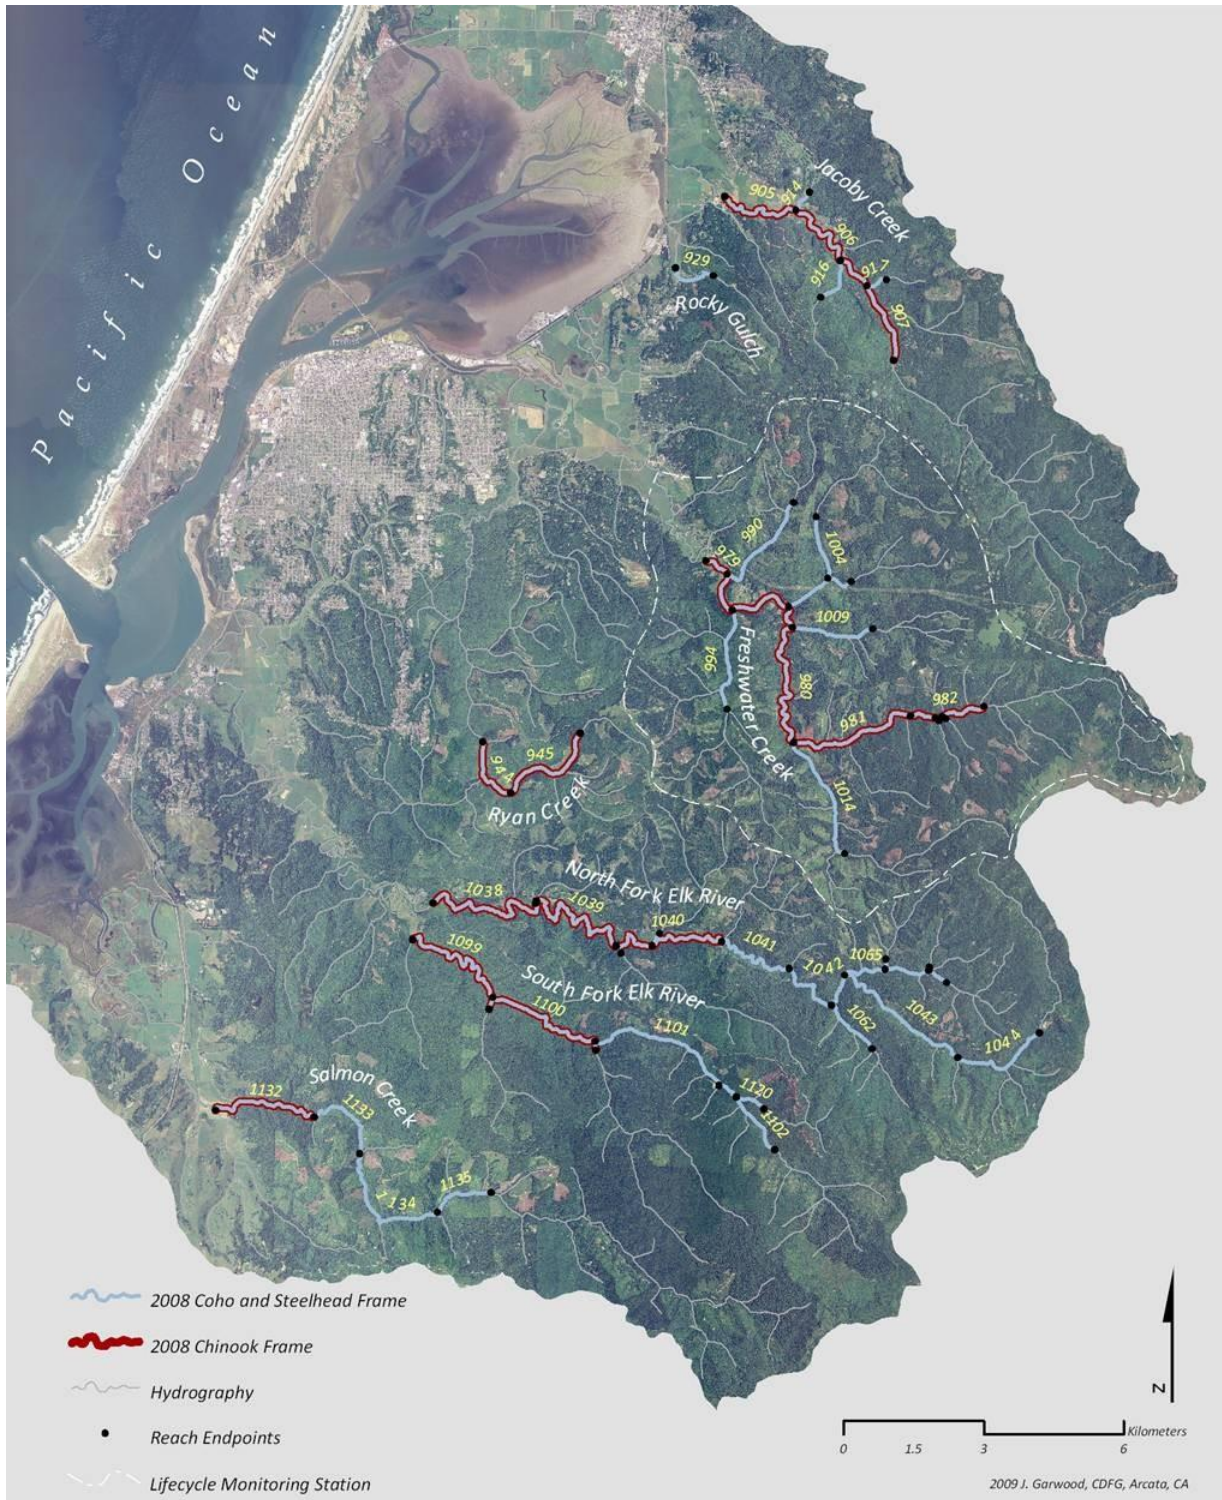 Pacific Ocean
Jacoby Creek
905
914
906
916
917
907
929
Rocky Gulch
990
979
1004
1009
994
Freshwater Creek
980
981
982
1014
944
945
Ryan Creek
North Fork Elk River
1038
1039
1040
1041
1042
1065
1043
1044
1062
1099
South Fork Elk River
1100
1101
1120
1102
Salmon Creek
1132
1133
1134
1135
2008 Coho and Steelhead Frame
2008 Chinook Frame
Hydrography
Reach Endpoints
Lifecycle Monitoring Station
N
Kilometers
0 1.5 3 6
2009 J. Garwood, CDFG, Arcata, CA